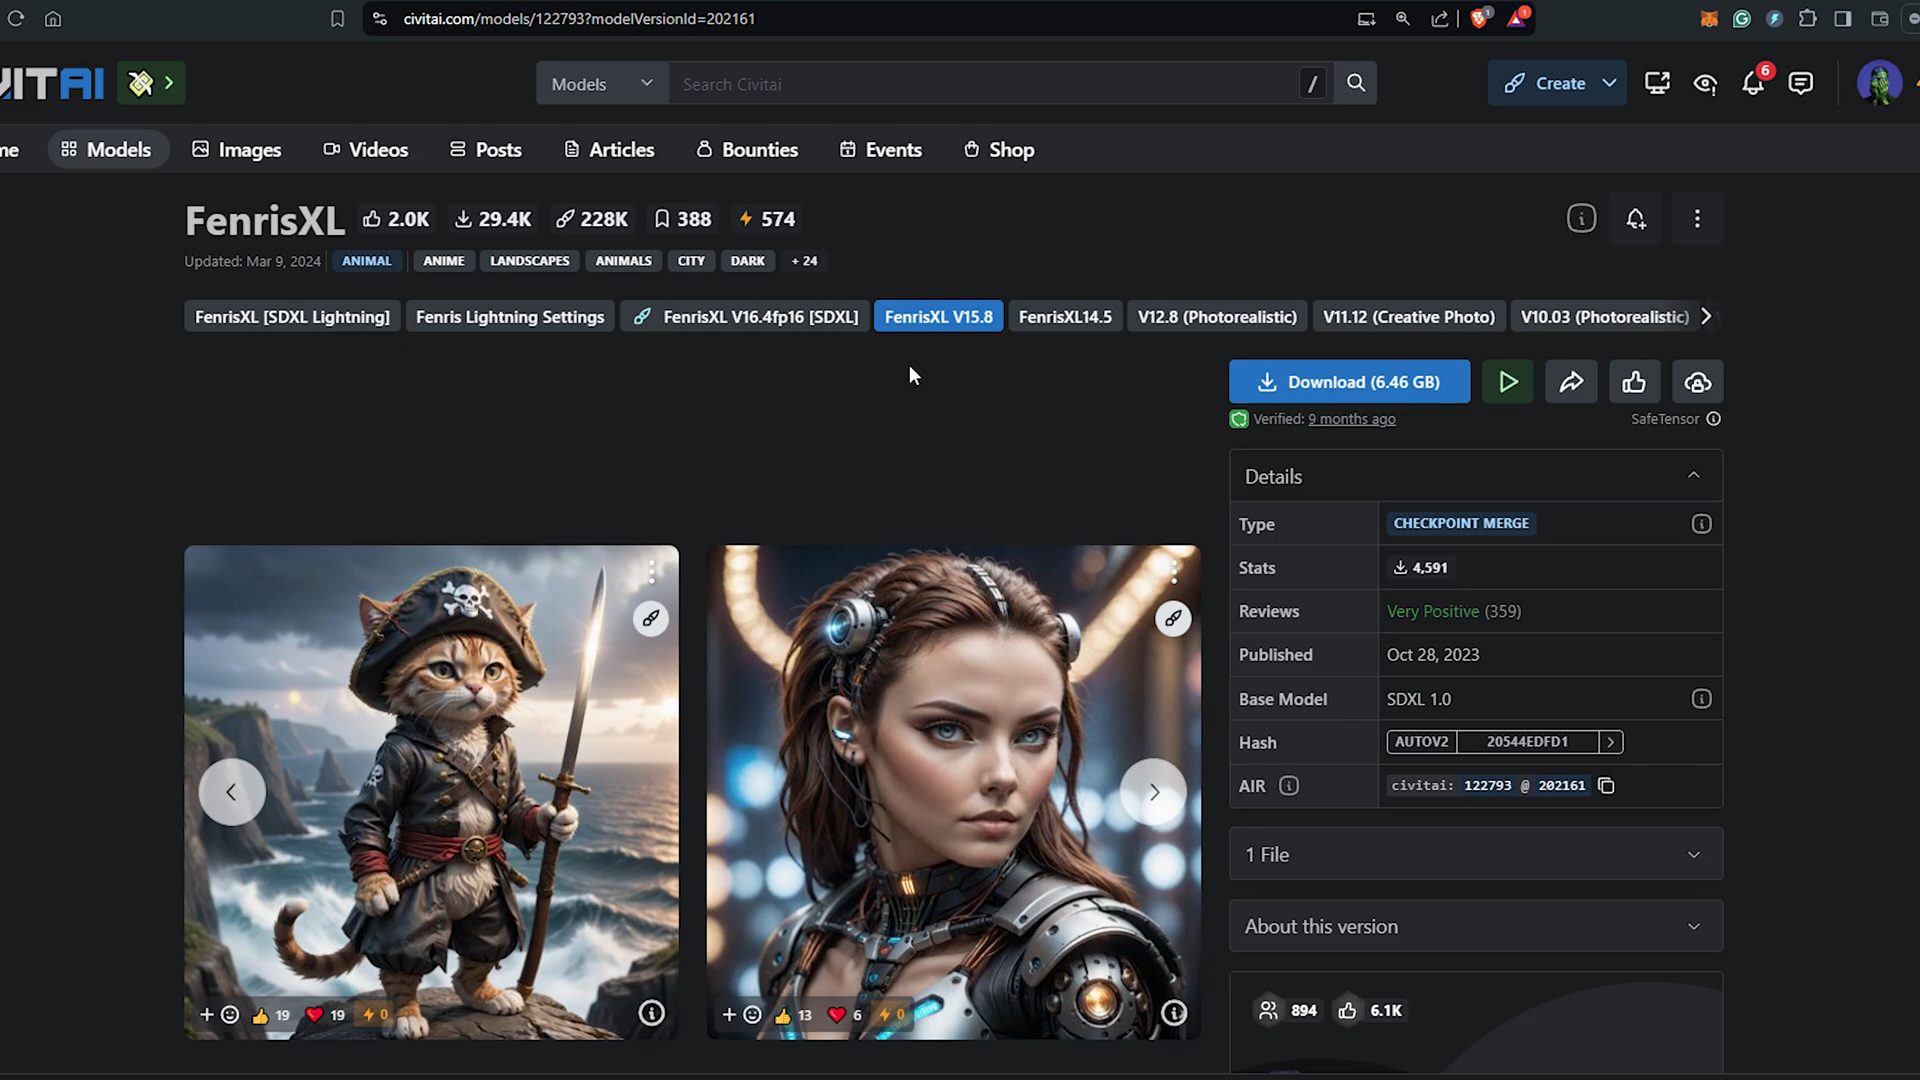 civitai.com/models/122793?modelVersionId=202161
1
1
VITAI
Models
Search Civitai
/
Create
6
me
Models
Images
Videos
Posts
Articles
Bounties
Events
Shop
FenrisXL
2.0K
29.4K
228K
388
574
Updated: Mar 9, 2024
ANIMAL
ANIME
LANDSCAPES
ANIMALS
CITY
DARK
+ 24
FenrisXL [SDXL Lightning]
Fenris Lightning Settings
FenrisXL V16.4fp16 [SDXL]
FenrisXL V15.8
FenrisXL14.5
V12.8 (Photorealistic)
V11.12 (Creative Photo)
V10.03 (Photorealistic)
Download (6.46 GB)
Verified: 9 months ago
SafeTensor
Details
Type
CHECKPOINT MERGE
Stats
4,591
Reviews
Very Positive (359)
Published
Oct 28, 2023
Base Model
SDXL 1.0
Hash
AUTOV2
20544EDFD1
AIR
civitai: 122793 @ 202161
1 File
About this version
894
6.1K
19
19
0
13
6
0